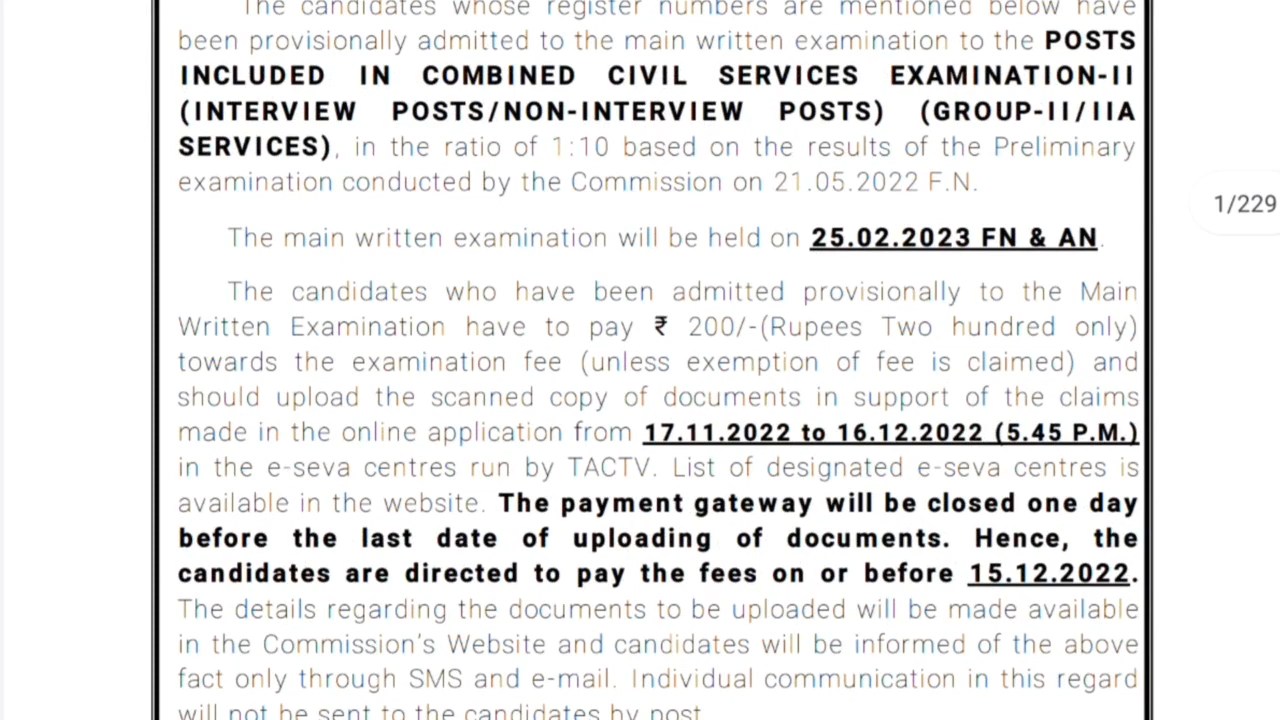 The candidates whose register numbers are mentioned below have
been provisionally admitted to the main written examination to the POSTS
INCLUDED IN COMBINED CIVIL SERVICES EXAMINATION-II
(INTERVIEW POSTS/NON-INTERVIEW POSTS) (GROUP-II/IIA
SERVICES), in the ratio of 1:10 based on the results of the Preliminary
examination conducted by the Commission on 21.05.2022 F.N.
1/229
The main written examination will be held on 25.02.2023 FN & AN.
The candidates who have been admitted provisionally to the Main
Written Examination have to pay ₹ 200/-(Rupees Two hundred only)
towards the examination fee (unless exemption of fee is claimed) and
should upload the scanned copy of documents in support of the claims
made in the online application from 17.11.2022 to 16.12.2022 (5.45 P.M.)
in the e-seva centres run by TACTV. List of designated e-seva centres is
available in the website. The payment gateway will be closed one day
before the last date of uploading of documents. Hence, the
candidates are directed to pay the fees on or before 15.12.2022.
The details regarding the documents to be uploaded will be made available
in the Commission's Website and candidates will be informed of the above
fact only through SMS and e-mail. Individual communication in this regard
will not be sent to the candidates by post